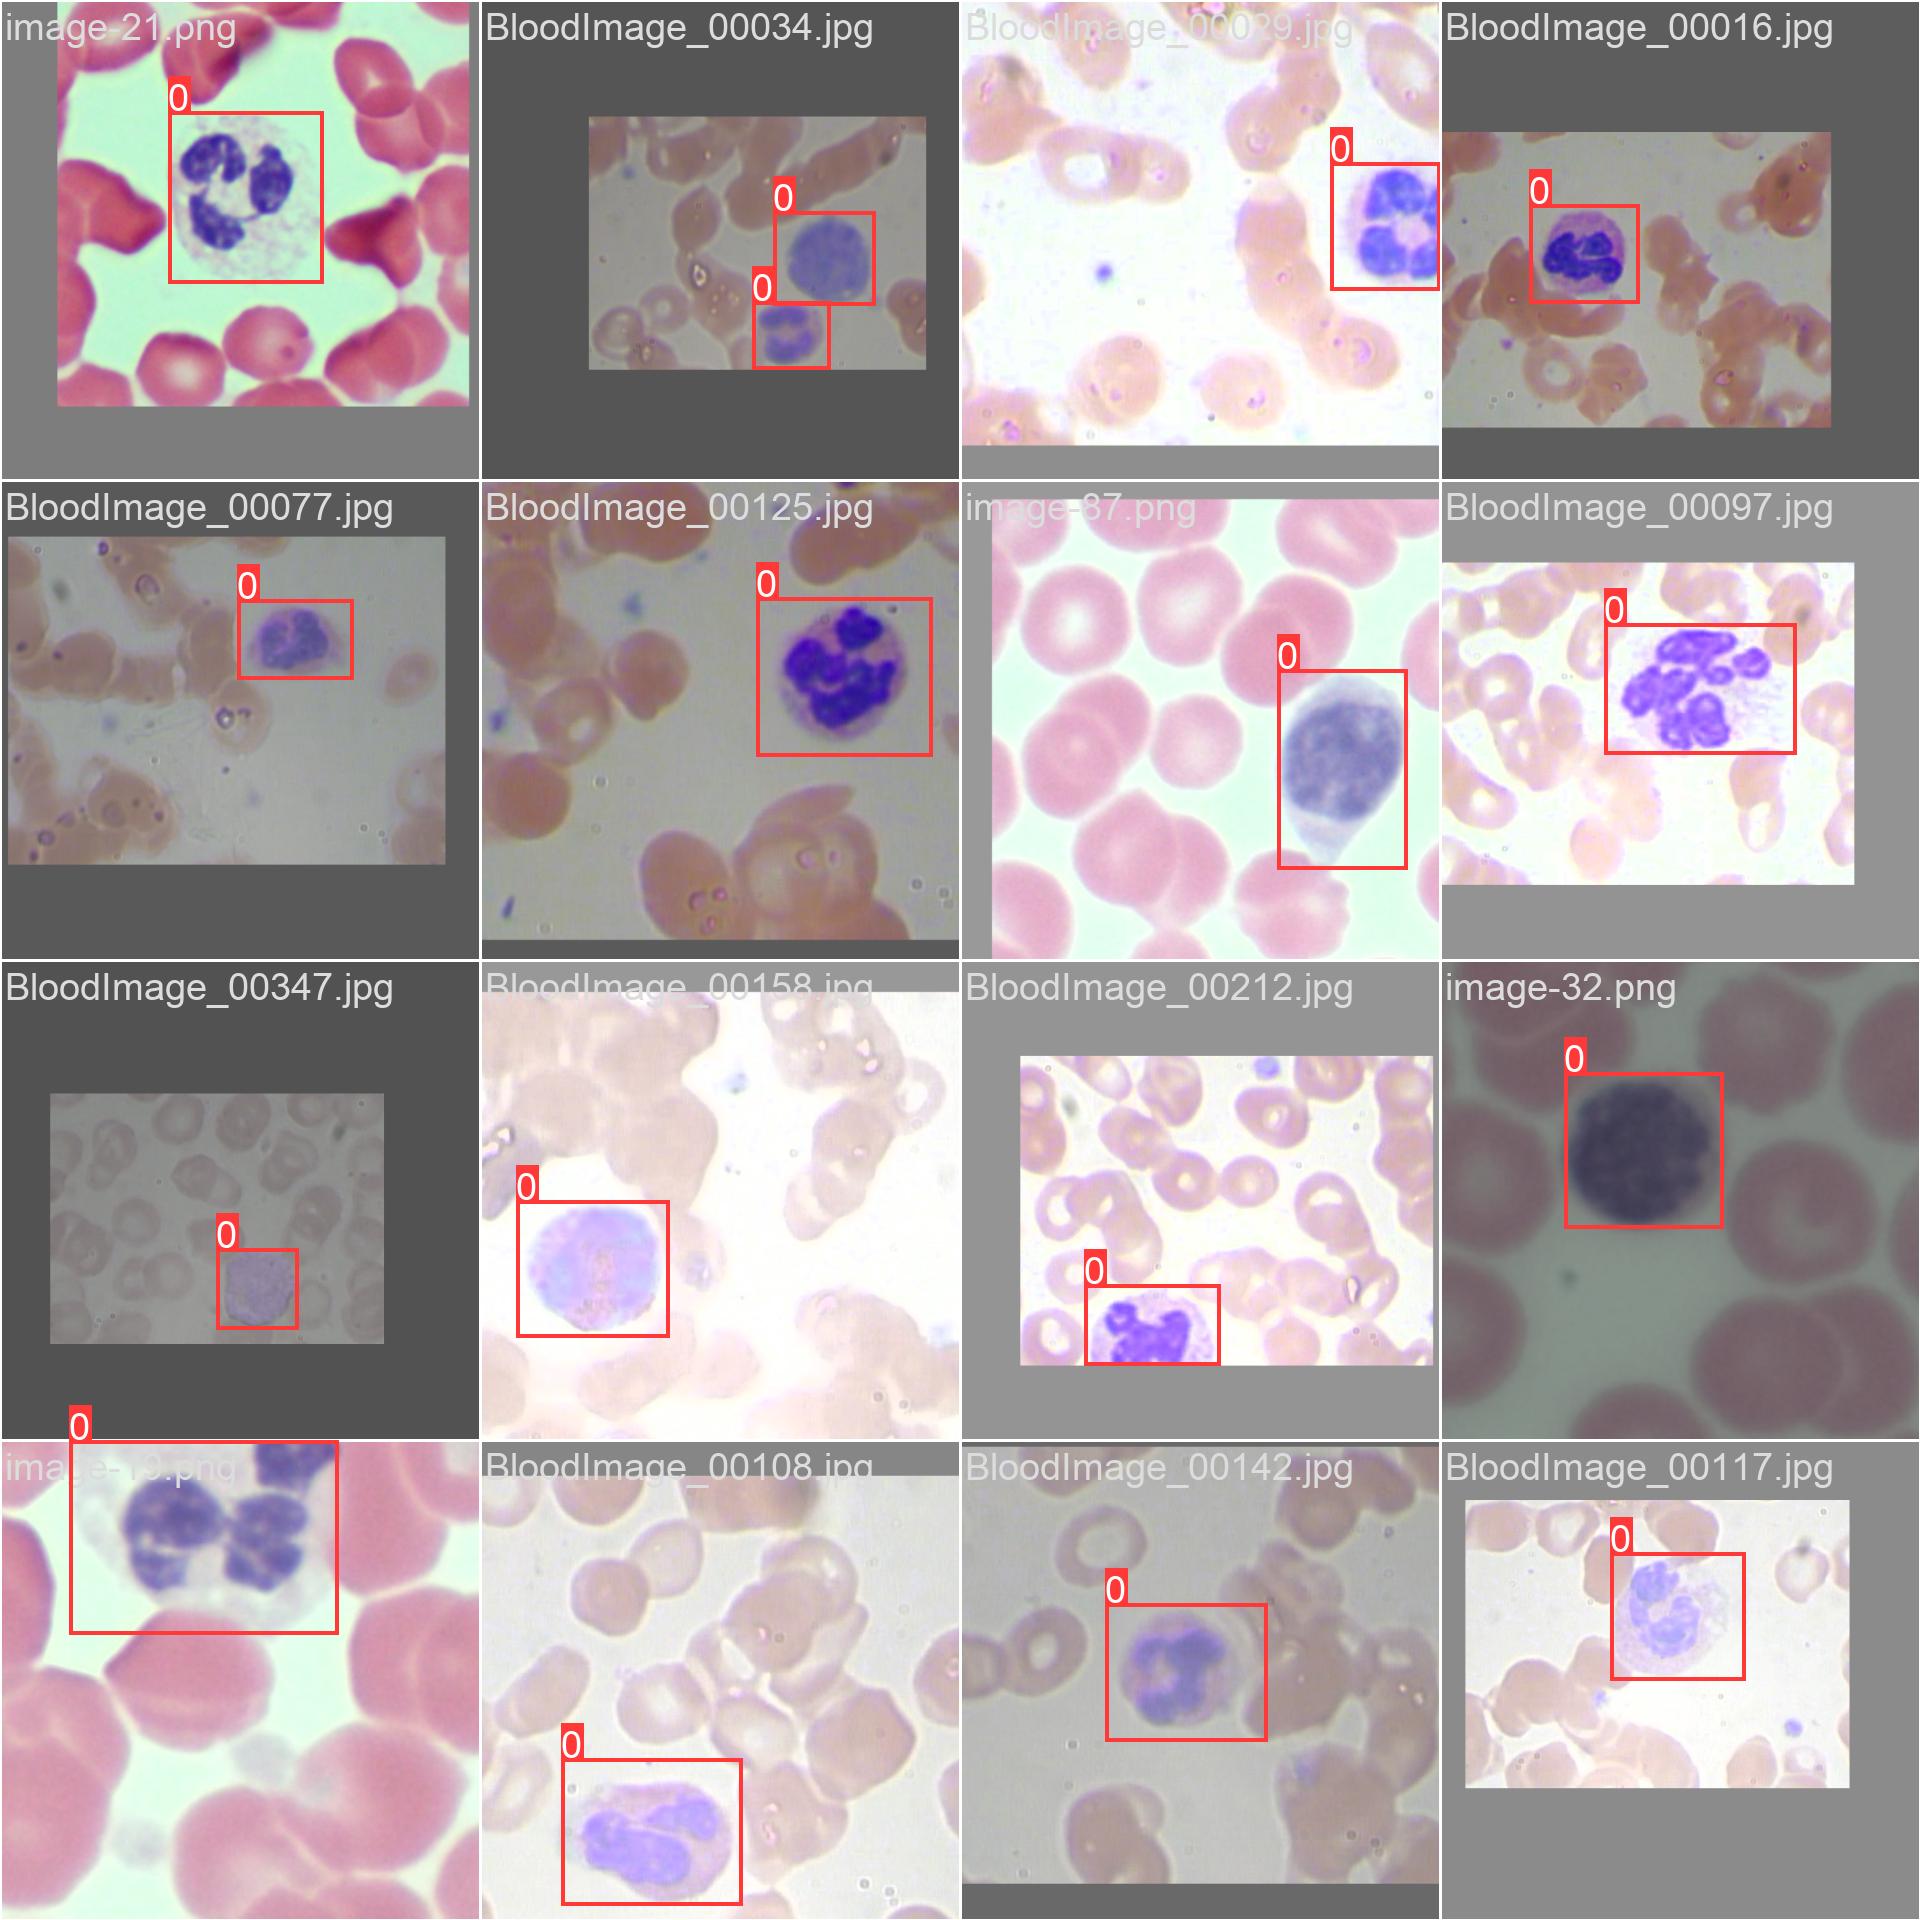 image-21.png
0
BloodImage_00034.jpg
0
0
BloodImage_00029.jpg
0
BloodImage_00016.jpg
0
BloodImage_00077.jpg
0
BloodImage_00125.jpg
0
image-87.png
0
BloodImage_00097.jpg
0
BloodImage_00347.jpg
0
BloodImage_00158.jpg
0
BloodImage_00212.jpg
0
image-32.png
0
image-19.png
0
BloodImage_00108.jpg
0
BloodImage_00142.jpg
0
BloodImage_00117.jpg
0